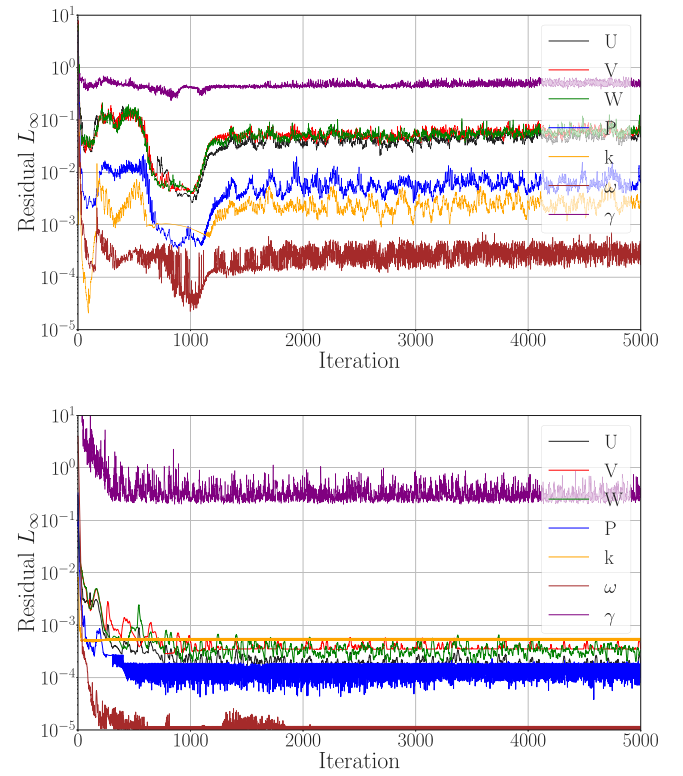 10^1
10^0
10^-1
10^-2
10^-3
10^-4
10^-5
Residual L∞
0 1000 2000 3000 4000 5000
Iteration
U
V
W
P
k
ω
γ
10^1
10^0
10^-1
10^-2
10^-3
10^-4
10^-5
Residual L∞
0 1000 2000 3000 4000 5000
Iteration
U
V
W
P
k
ω
γ